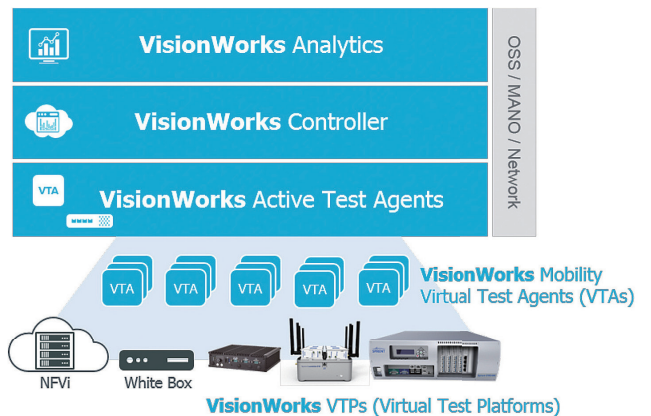 VisionWorks Analytics
VisionWorks Controller
VTA
VisionWorks Active Test Agents
OSS / MANO / Network
VTA
VTA
VTA
VTA
VTA
VisionWorks Mobility
Virtual Test Agents (VTAs)
NFVi
White Box
VisionWorks VTPs (Virtual Test Platforms)